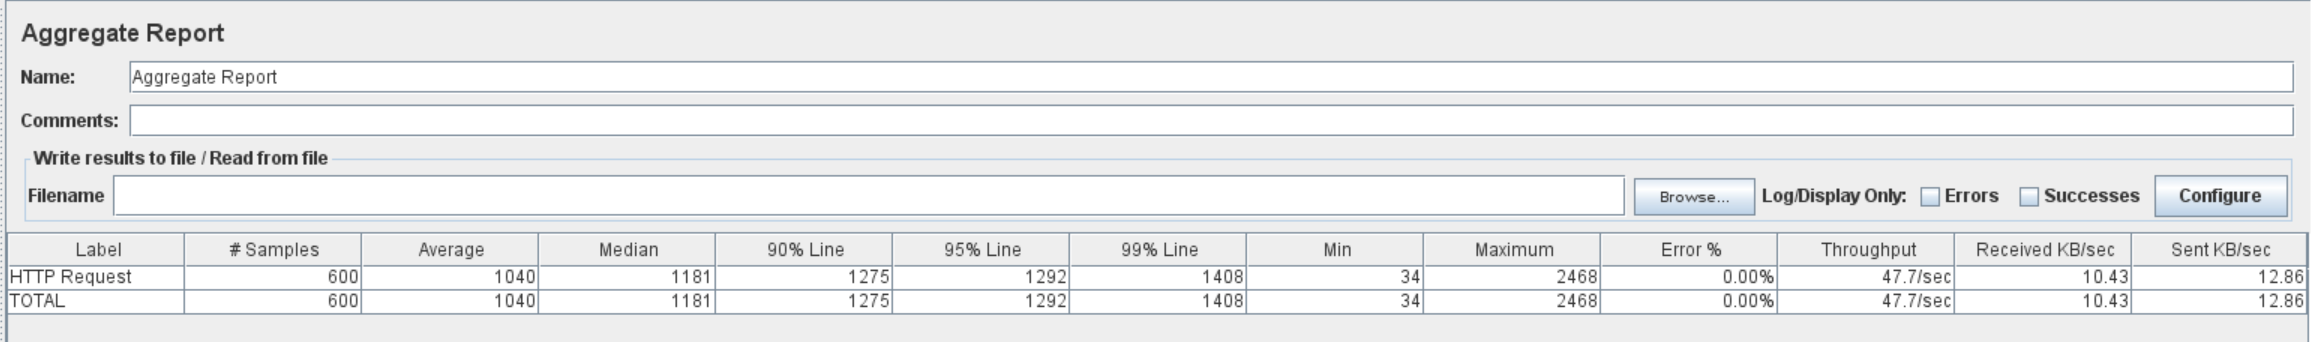 Aggregate Report
Name: Aggregate Report
Comments:
Write results to file / Read from file
Filename Browse... Log/Display Only: Errors Successes Configure
Label # Samples Average Median 90% Line 95% Line 99% Line Min Maximum Error % Throughput Received KB/sec Sent KB/sec
HTTP Request 600 1040 1181 1275 1292 1408 34 2468 0.00% 47.7/sec 10.43 12.86
TOTAL 600 1040 1181 1275 1292 1408 34 2468 0.00% 47.7/sec 10.43 12.86